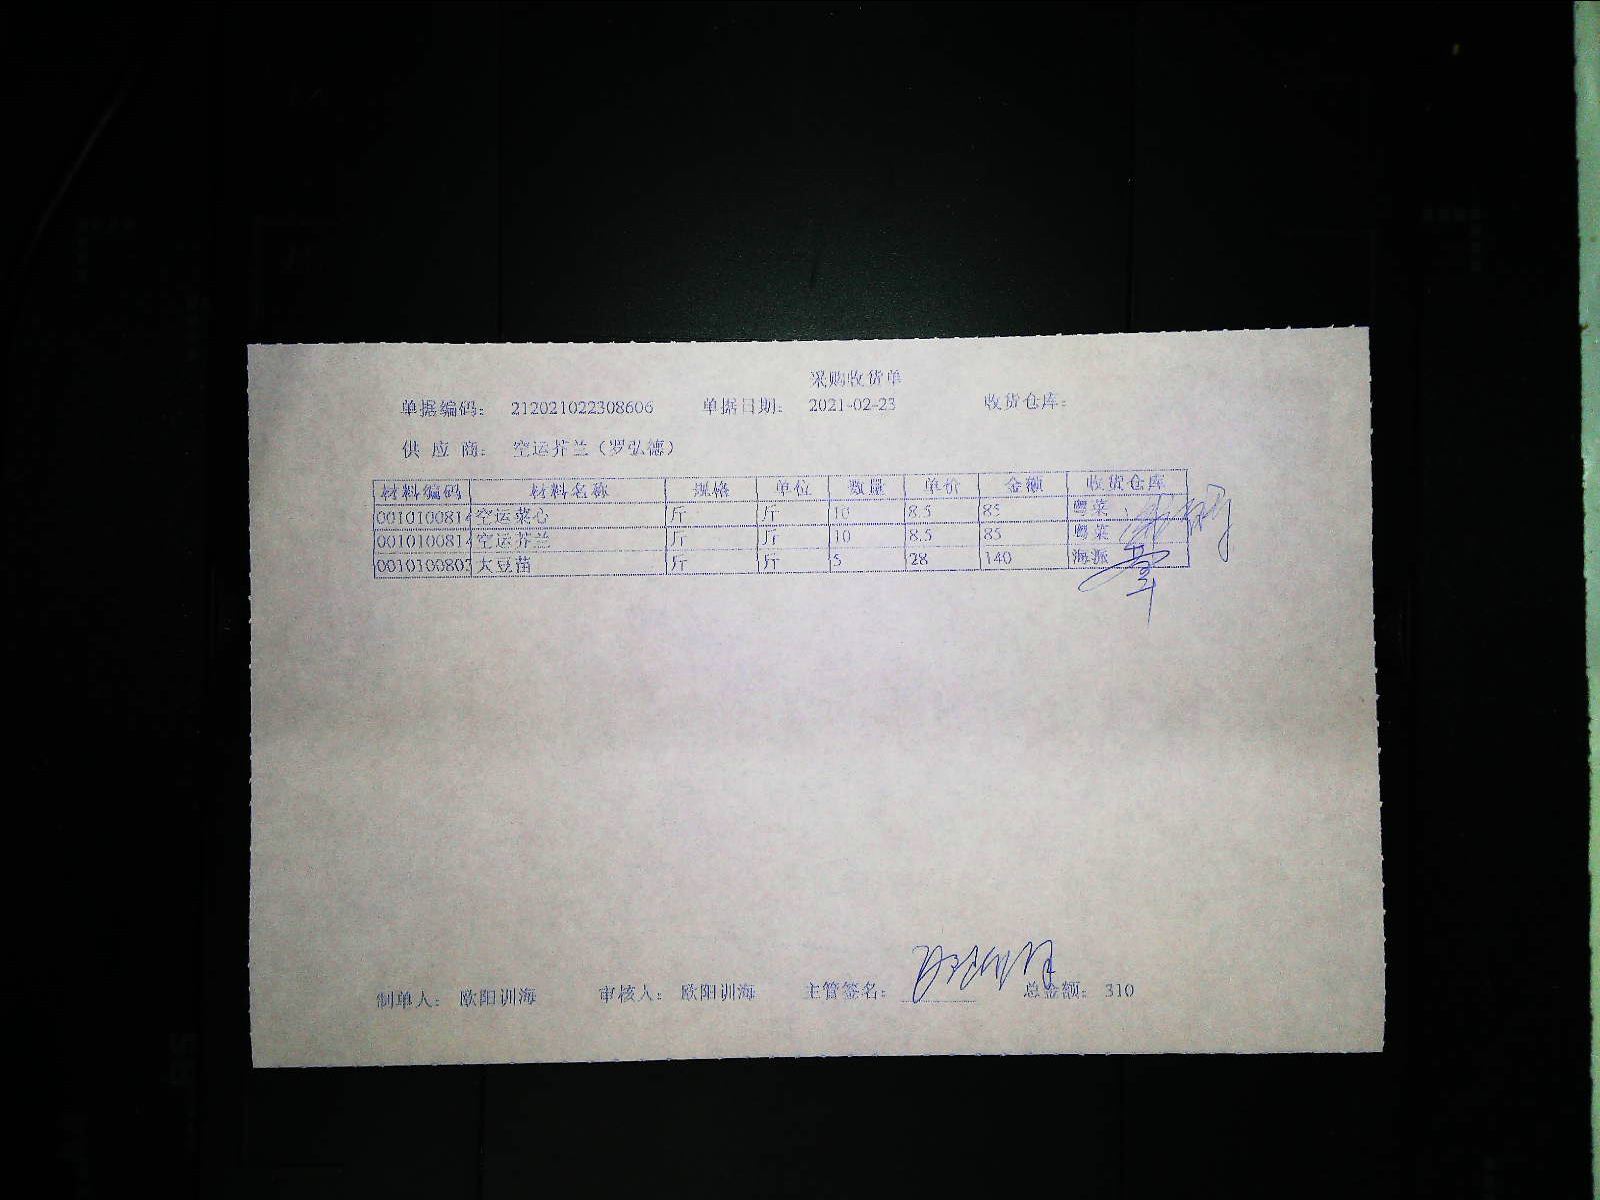 采购收货单
单据编码： 212021022308606 单据日期： 2021-02-23 收货仓库：
供 应 商： 空运芥兰（罗弘德）
材料编码 材料名称 规格 单位 数量 单价 金额 收货仓库
0010100814 空运菜心 斤 斤 10 8.5 85 粤菜
0010100814 空运芥兰 斤 斤 10 8.5 85 粤菜
0010100803 大豆苗 斤 斤 5 28 140 海派
制单人： 欧阳训海 审核人： 欧阳训海 主管签名： 总金额： 310